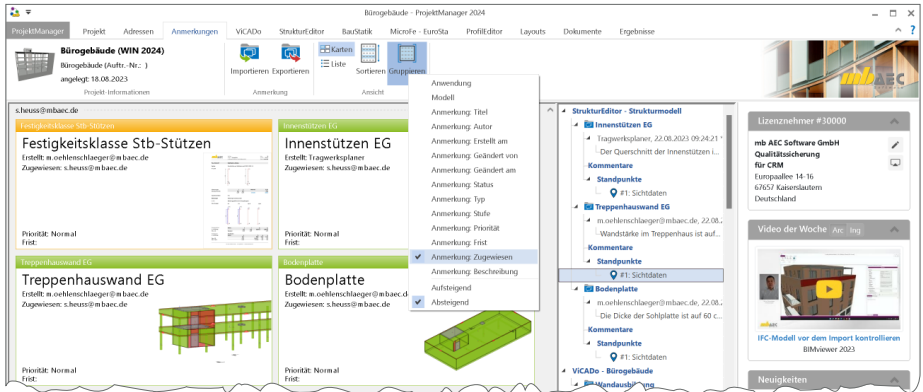 Bürogebäude - ProjektManager 2024
ProjektManager Projekt Adressen Anmerkungen ViCADo StrukturEditor BauStatik MicroFe - EuroSta ProfilEditor Layouts Dokumente Ergebnisse
Bürogebäude (WIN 2024)
Bürogebäude (Auftr.-Nr.: )
angelegt 18.08.2023
Projekt-Informationen
Importieren Exportieren
Anmerkung
Karten
Liste
Sortieren Gruppieren
Ansicht
mbAEC
s.heuss@mbaec.de
Festigkeitsklasse Stb-Stützen
Festigkeitsklasse Stb-Stützen
Erstellt: m.oehlenschlaeger@mbaec.de
Zugewiesen: s.heuss@mbaec.de
Priorität: Normal
Frist:
Innenstützen EG
Innenstützen EG
Erstellt: Tragwerksplaner
Zugewiesen: s.heuss@mbaec.de
Priorität: Normal
Frist:
Treppenhauswand EG
Treppenhauswand EG
Erstellt: m.oehlenschlaeger@mbaec.de
Zugewiesen: s.heuss@mbaec.de
Priorität: Normal
Frist:
Bodenplatte
Bodenplatte
Erstellt: m.oehlenschlaeger@mbaec.de
Zugewiesen: s.heuss@mbaec.de
Priorität: Normal
Frist:
Anwendung
Modell
Anmerkung: Titel
Anmerkung: Autor
Anmerkung: Erstellt am
Anmerkung: Geändert von
Anmerkung: Geändert am
Anmerkung: Status
Anmerkung: Typ
Anmerkung: Stufe
Anmerkung: Priorität
Anmerkung: Frist
Anmerkung: Zugewiesen
Anmerkung: Beschreibung
Aufsteigend
Absteigend
StrukturEditor - Strukturmodell
Innenstützen EG
Tragwerksplaner, 22.08.2023 09:24:21
Der Querschnitt der Innenstützen i...
Kommentare
Standpunkte
#1: Sichtdaten
Treppenhauswand EG
m.oehlenschlaeger@mbaec.de, 22.08.
Wandstärke im Treppenhaus ist auf...
Kommentare
Standpunkte
#1: Sichtdaten
Bodenplatte
m.oehlenschlaeger@mbaec.de, 22.08.
Die Dicke der Sohlplatte ist auf 60 c...
Kommentare
Standpunkte
#1: Sichtdaten
ViCADo - Bürogebäude
Wandausbildung
Lizenznehmer #30000
mb AEC Software GmbH
Qualitätssicherung
für CRM
Europaallee 14-16
67657 Kaiserslautern
Deutschland
Video der Woche Arc Ing
mbAEC
IFC-Modell vor dem Import kontrollieren
BIMviewer 2023
Neuigkeiten